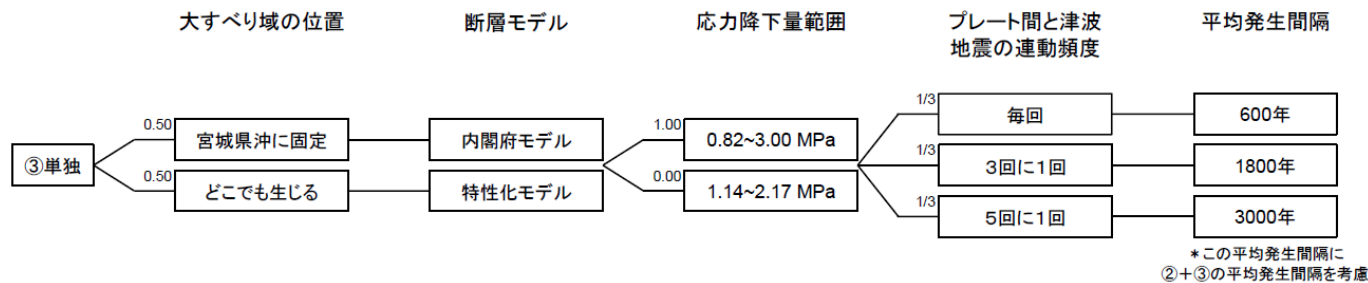 大すべり域の位置
断層モデル
応力降下量範囲
プレート間と津波
地震の連動頻度
平均発生間隔
③単独
0.50
宮城県沖に固定
0.50
どこでも生じる
内閣府モデル
特性化モデル
1.00
0.82~3.00 MPa
0.00
1.14~2.17 MPa
1/3
毎回
600年
1/3
3回に1回
1800年
1/3
5回に1回
3000年
*この平均発生間隔に
②+③の平均発生間隔を考慮